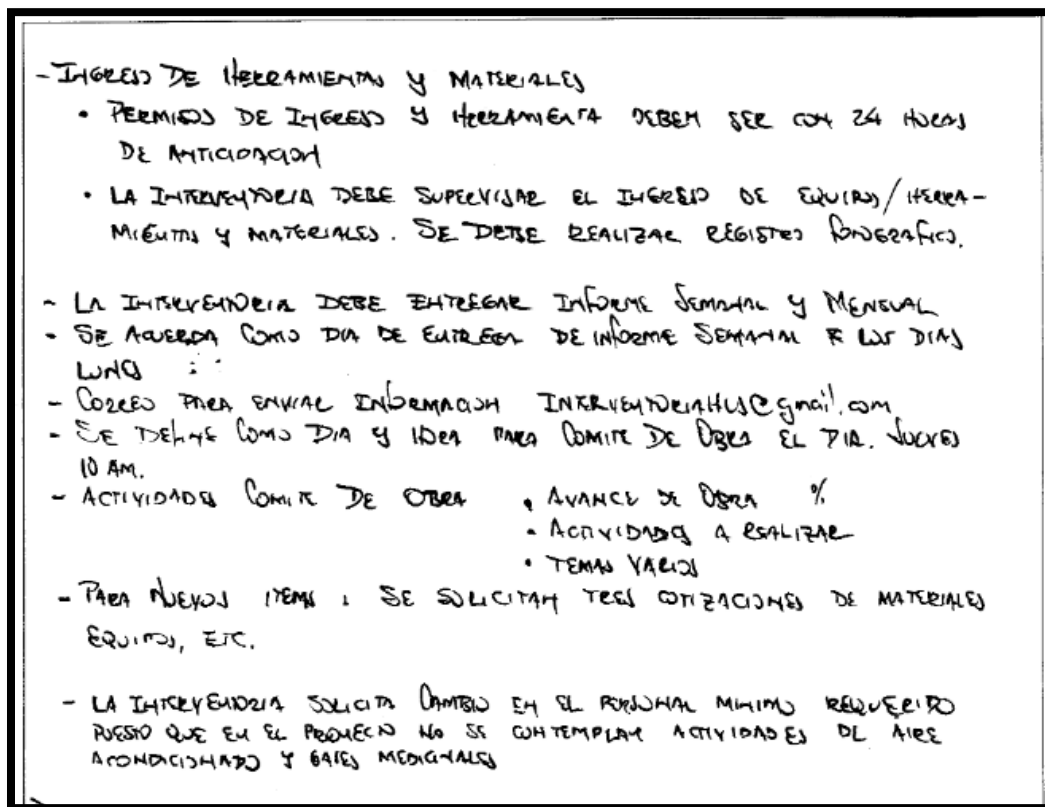 - INGRESO DE HERRAMIENTAS Y MATERIALES
• PERMISOS DE INGRESO Y HERRAMIENTA DEBEN SER CON 24 HORAS
DE ANTICIPACION
• LA INTERVENTORIA DEBE SUPERVISAR EL INGRESO DE EQUIPOS/HERRA-
MIENTAS Y MATERIALES. SE DEBE REALIZAR REGISTRO FOTOGRAFICO.
- LA INTERVENTORIA DEBE ENTREGAR INFORME SEMANAL Y MENSUAL
- SE ACUERDA COMO DIA DE ENTREGA DE INFORME SEMANAL LOS DIAS
LUNES
- CORREO PARA ENVIAR INFORMACION INTERVENTORIAHUS@gmail.com
- SE DEFINE COMO DIA Y HORA PARA COMITE DE OBRA EL DIA. JUEVES
10 AM.
- ACTIVIDADES COMITE DE OBRA • AVANCE DE OBRA %
• ACTIVIDADES A REALIZAR
• TEMAS VARIOS
- PARA NUEVOS ITEMS : SE SOLICITAN TRES COTIZACIONES DE MATERIALES
EQUIPOS, ETC.
- LA INTERVENTORIA SOLICITA CAMBIO EN EL PERSONAL MINIMO REQUERIDO
PUESTO QUE EN EL PROYECTO NO SE CONTEMPLAN ACTIVIDADES DE AIRE
ACONDICIONADO Y GASES MEDICINALES